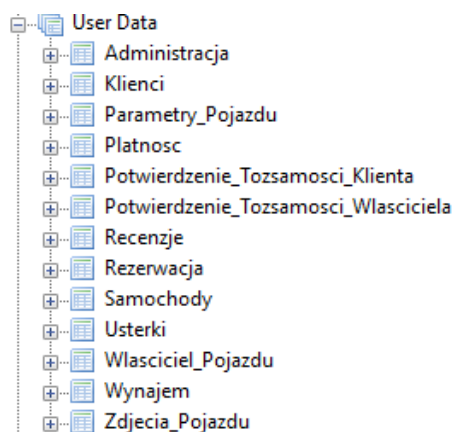 User Data
Administracja
Klienci
Parametry_Pojazdu
Platnosc
Potwierdzenie_Tozsamosci_Klienta
Potwierdzenie_Tozsamosci_Wlasciciela
Recenzje
Rezerwacja
Samochody
Usterki
Wlasciciel_Pojazdu
Wynajem
Zdjecia_Pojazdu